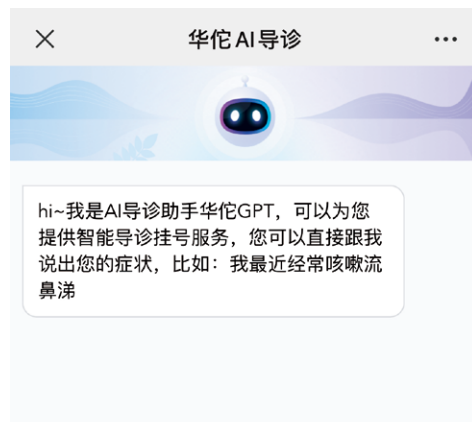 华佗AI导诊
hi~我是AI导诊助手华佗GPT，可以为您
提供智能导诊挂号服务，您可以直接跟我
说出您的症状，比如：我最近经常咳嗽流
鼻涕